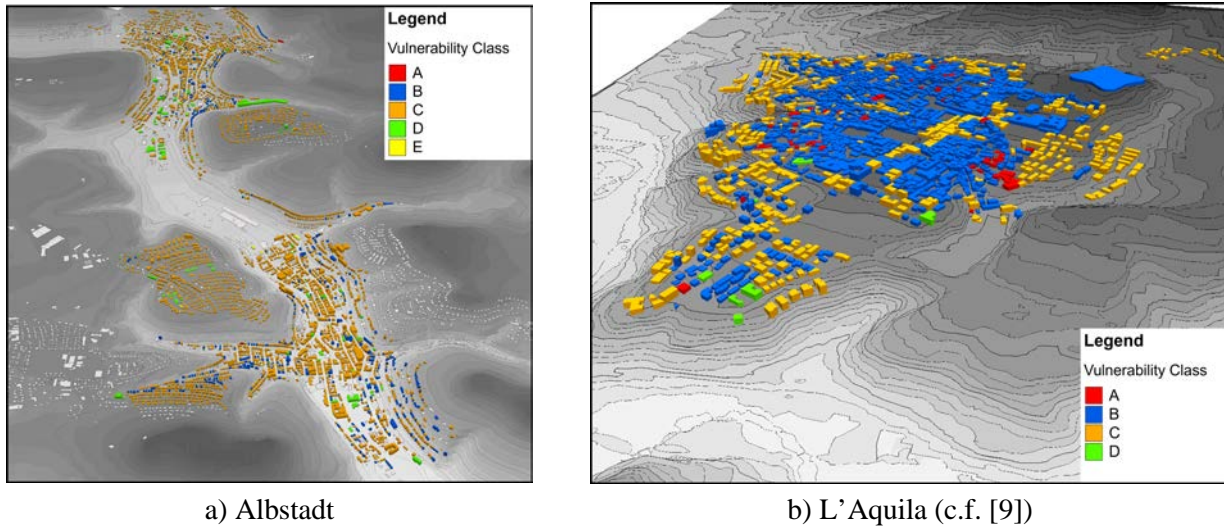 Legend
Vulnerability Class
A
B
C
D
E
a) Albstadt
Legend
Vulnerability Class
A
B
C
D
b) L'Aquila (c.f. [9])